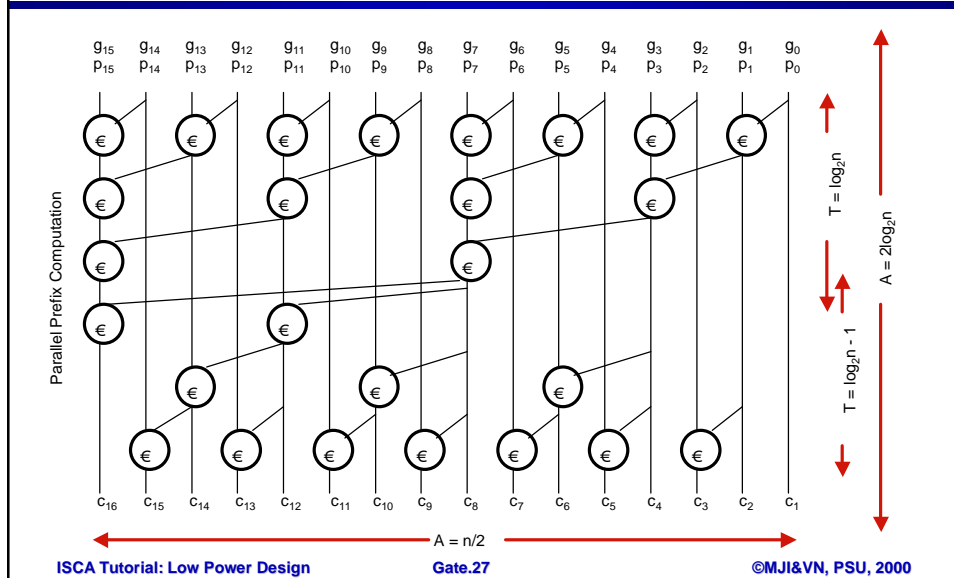 g₁₅ g₁₄ g₁₃ g₁₂ g₁₁ g₁₀ g₉ g₈ g₇ g₆ g₅ g₄ g₃ g₂ g₁ g₀
p₁₅ p₁₄ p₁₃ p₁₂ p₁₁ p₁₀ p₉ p₈ p₇ p₆ p₅ p₄ p₃ p₂ p₁ p₀
€ € € € € € € €
€ € € €
€ €
€ €
€ € €
€ € € € € € €
c₁₆ c₁₅ c₁₄ c₁₃ c₁₂ c₁₁ c₁₀ c₉ c₈ c₇ c₆ c₅ c₄ c₃ c₂ c₁
Parallel Prefix Computation
T = log₂n
T = log₂n - 1
A = 2log₂n
A = n/2
ISCA Tutorial: Low Power Design Gate.27 ©MJI&VN, PSU, 2000